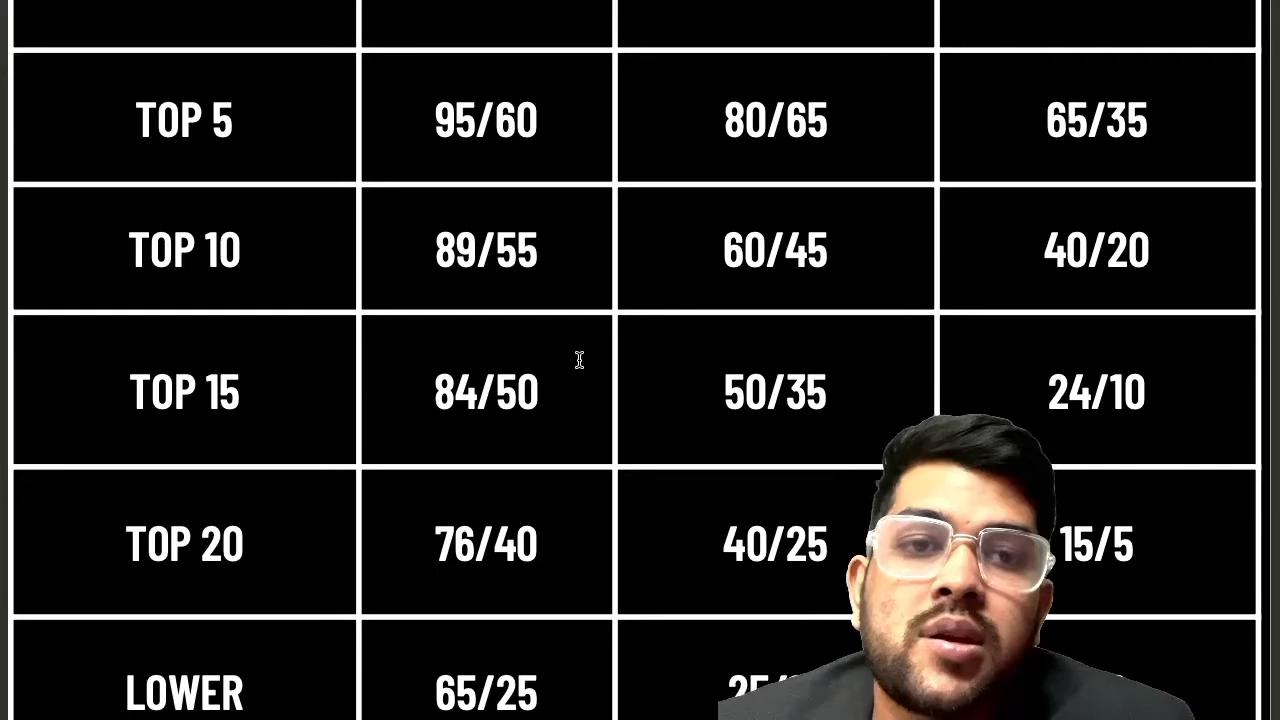 TOP 5 95/60 80/65 65/35
TOP 10 89/55 60/45 40/20
TOP 15 84/50 50/35 24/10
TOP 20 76/40 40/25 15/5
LOWER 65/25